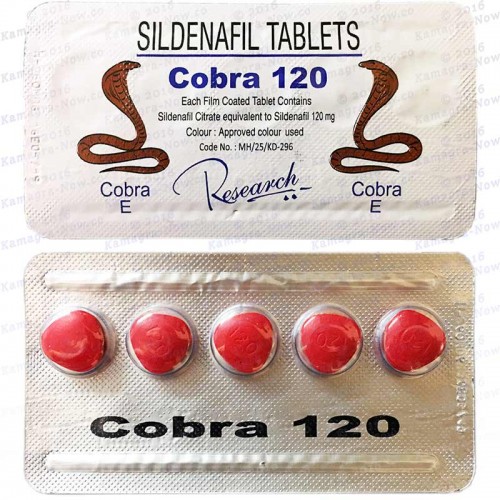 SILDENAFIL TABLETS
Cobra 120
Each Film Coated Tablet Contains
Sildenafil Citrate equivalent to Sildenafil 120 mg
Colour : Approved colour used
Code No. : MH/25/KD-296
Cobra
E
Research
Cobra
E
Cobra 120